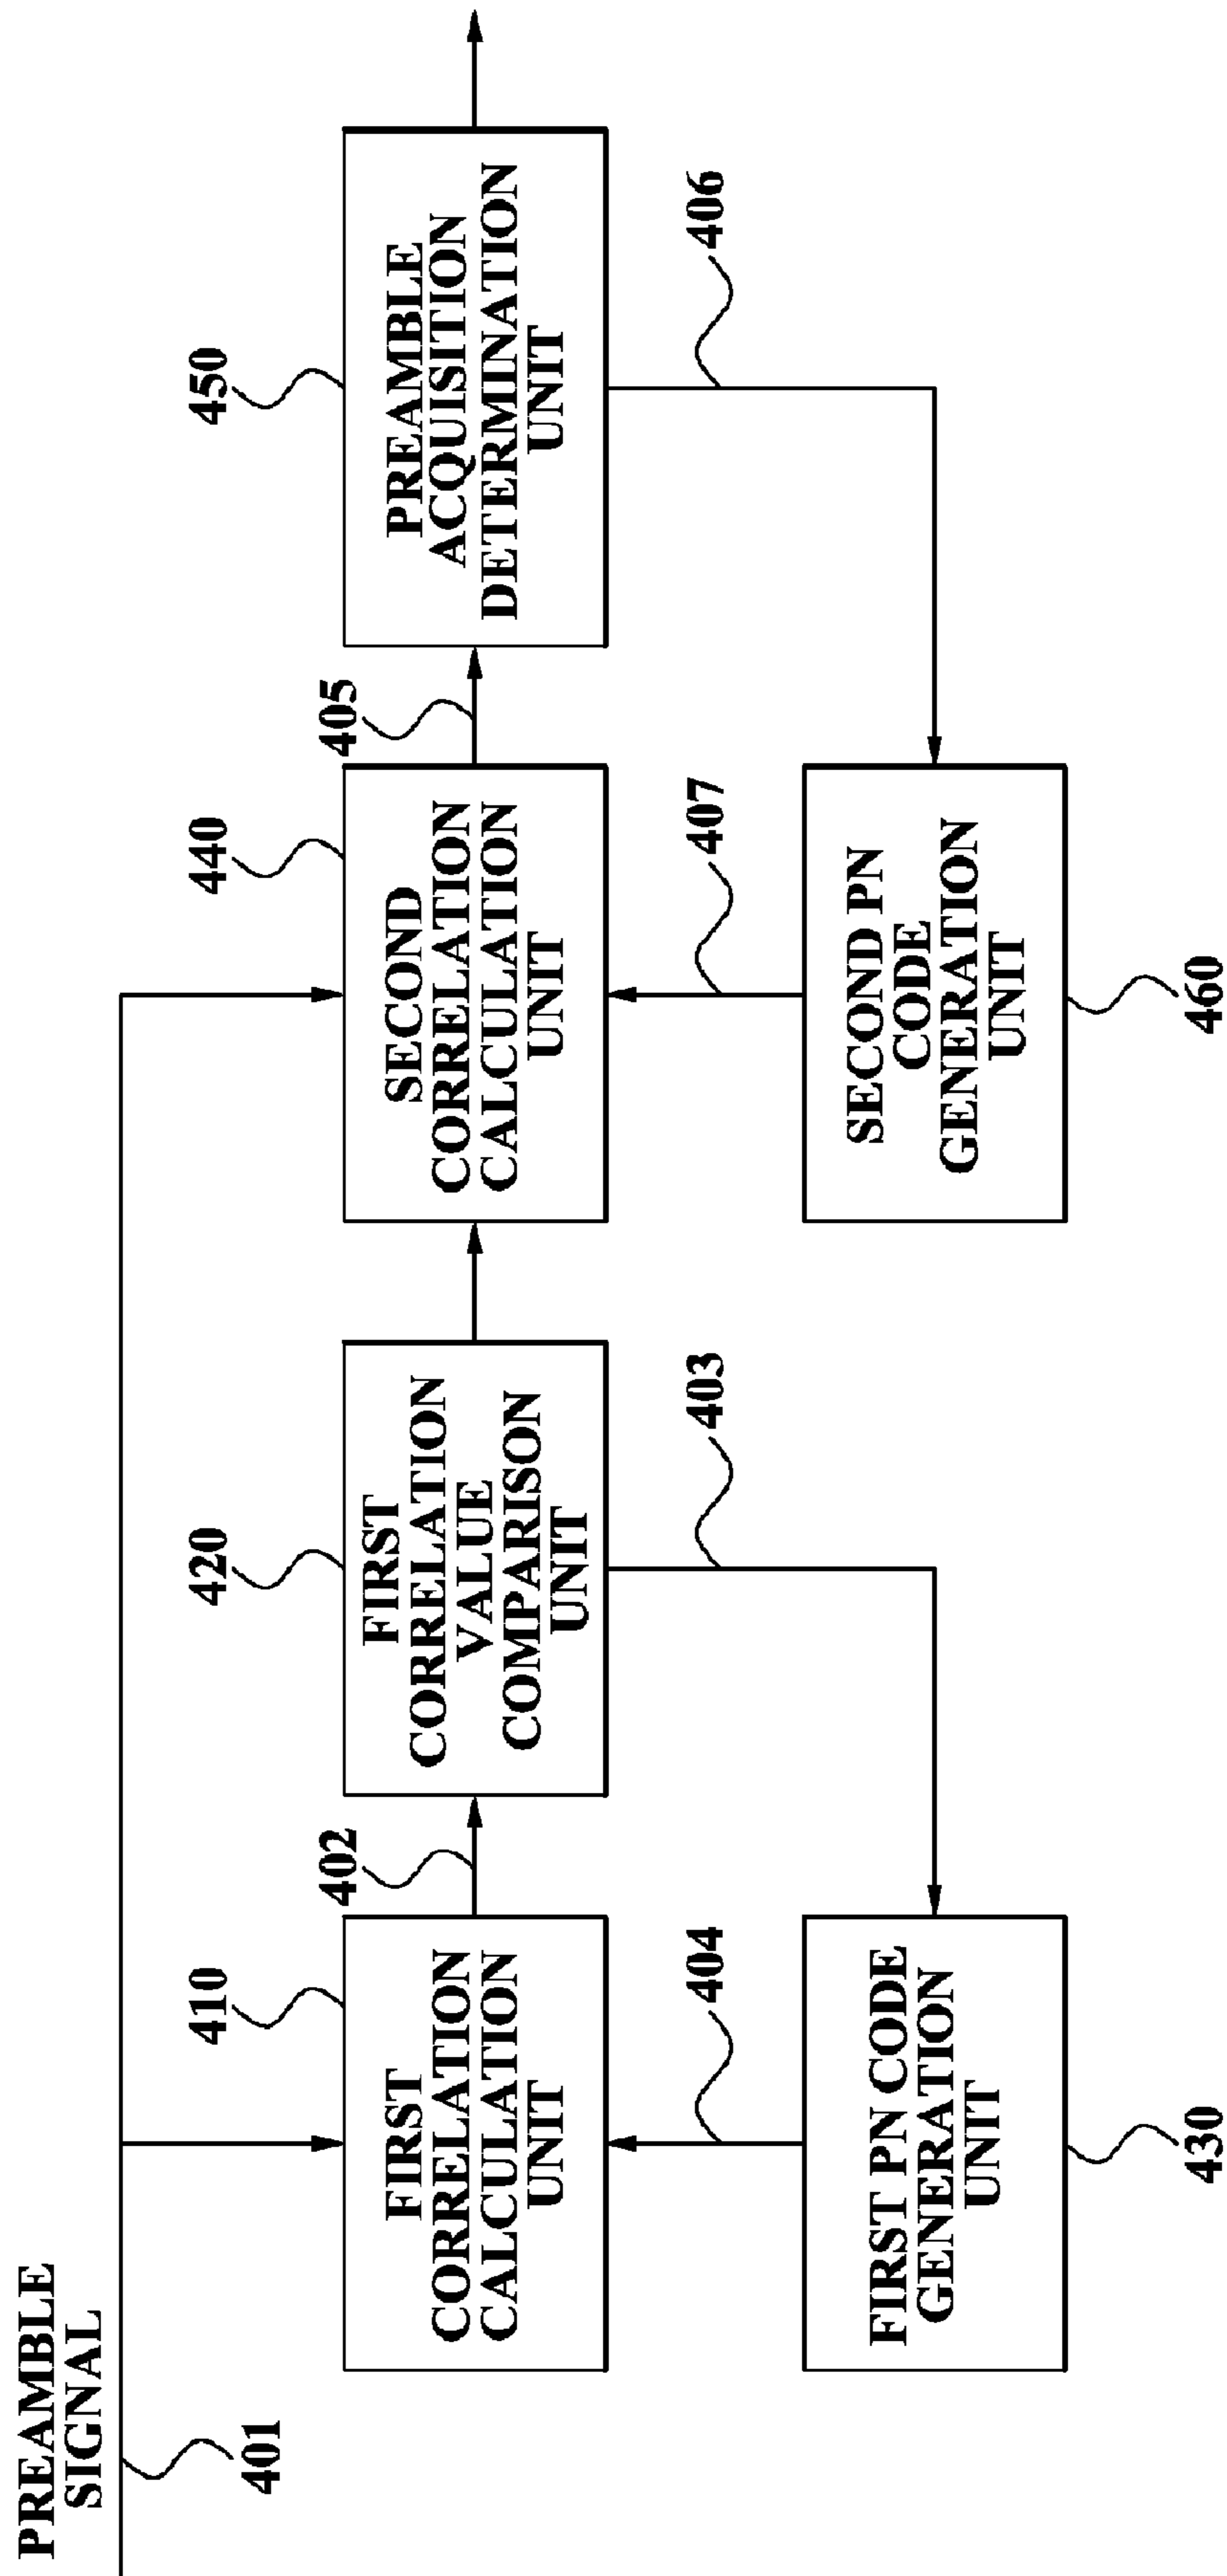 PREAMBLE
SIGNAL
401
410
FIRST
CORRELATION
CALCULATION
UNIT
402
420
FIRST
CORRELATION
VALUE
COMPARISON
UNIT
440
SECOND
CORRELATION
CALCULATION
UNIT
405
450
PREAMBLE
ACQUISITION
DETERMINATION
UNIT
404
403
407
406
FIRST PN CODE
GENERATION
UNIT
430
SECOND PN
CODE
GENERATION
UNIT
460